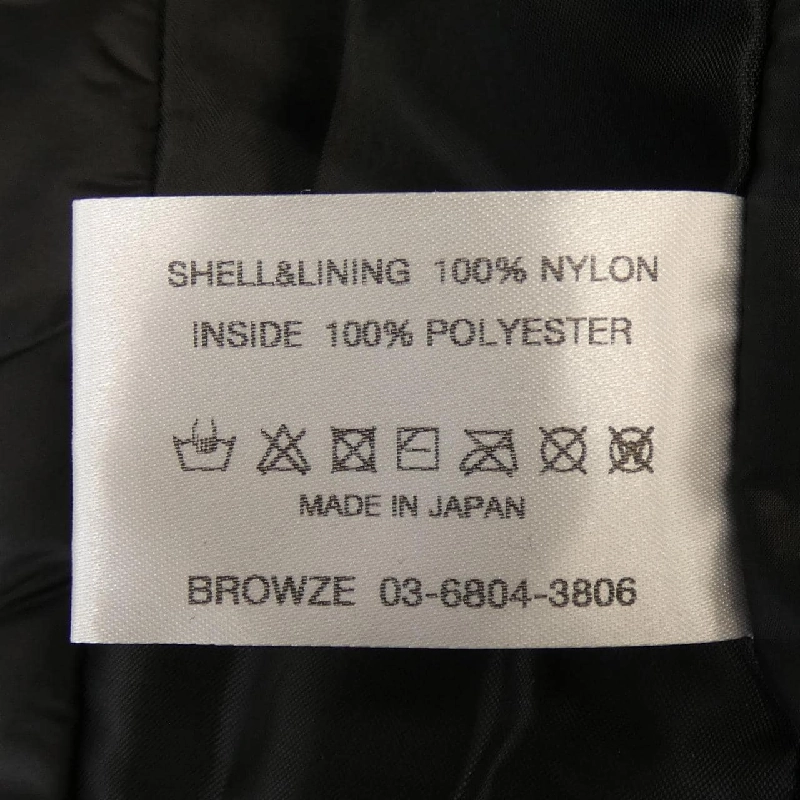 SHELL&LINING 100% NYLON
INSIDE 100% POLYESTER
MADE IN JAPAN
BROWZE 03-6804-3806